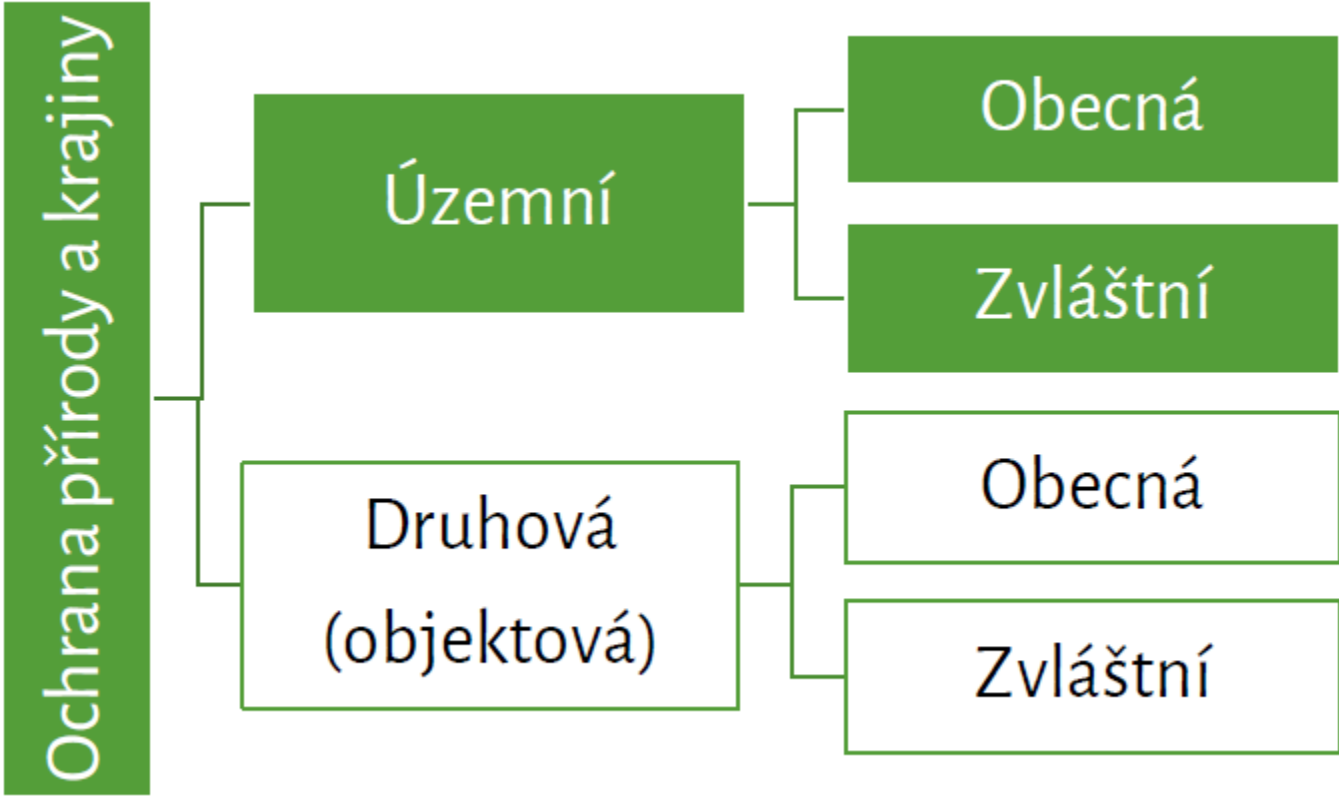 Ochrana přírody a krajiny
Územní
Obecná
Zvláštní
Druhová
(objektová)
Obecná
Zvláštní